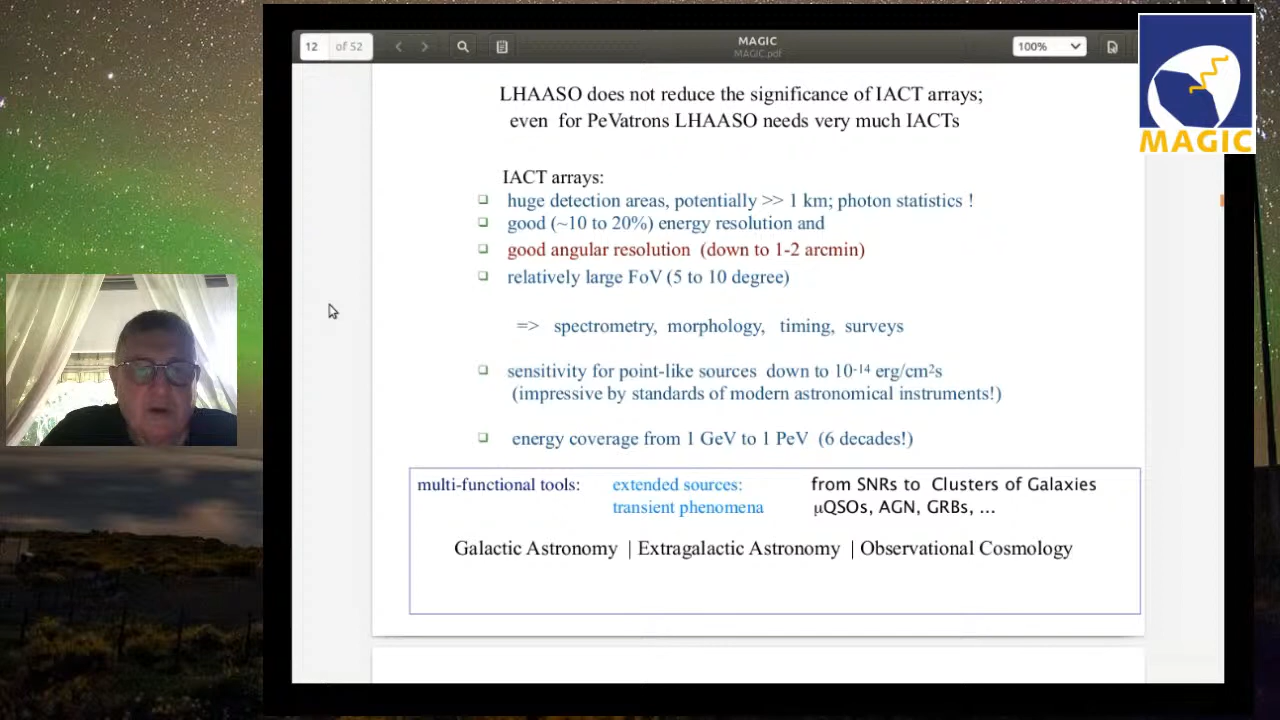 12 of 52
MAGIC
MAGIC.pdf
100%
MAGIC
LHAASO does not reduce the significance of IACT arrays;
even for PeVatrons LHAASO needs very much IACTs
IACT arrays:
huge detection areas, potentially >> 1 km; photon statistics !
good (~10 to 20%) energy resolution and
good angular resolution (down to 1-2 arcmin)
relatively large FoV (5 to 10 degree)
=> spectrometry, morphology, timing, surveys
sensitivity for point-like sources down to 10⁻¹⁴ erg/cm²s
(impressive by standards of modern astronomical instruments!)
energy coverage from 1 GeV to 1 PeV (6 decades!)
multi-functional tools: extended sources: from SNRs to Clusters of Galaxies
transient phenomena µQSOs, AGN, GRBs, ...
Galactic Astronomy | Extragalactic Astronomy | Observational Cosmology